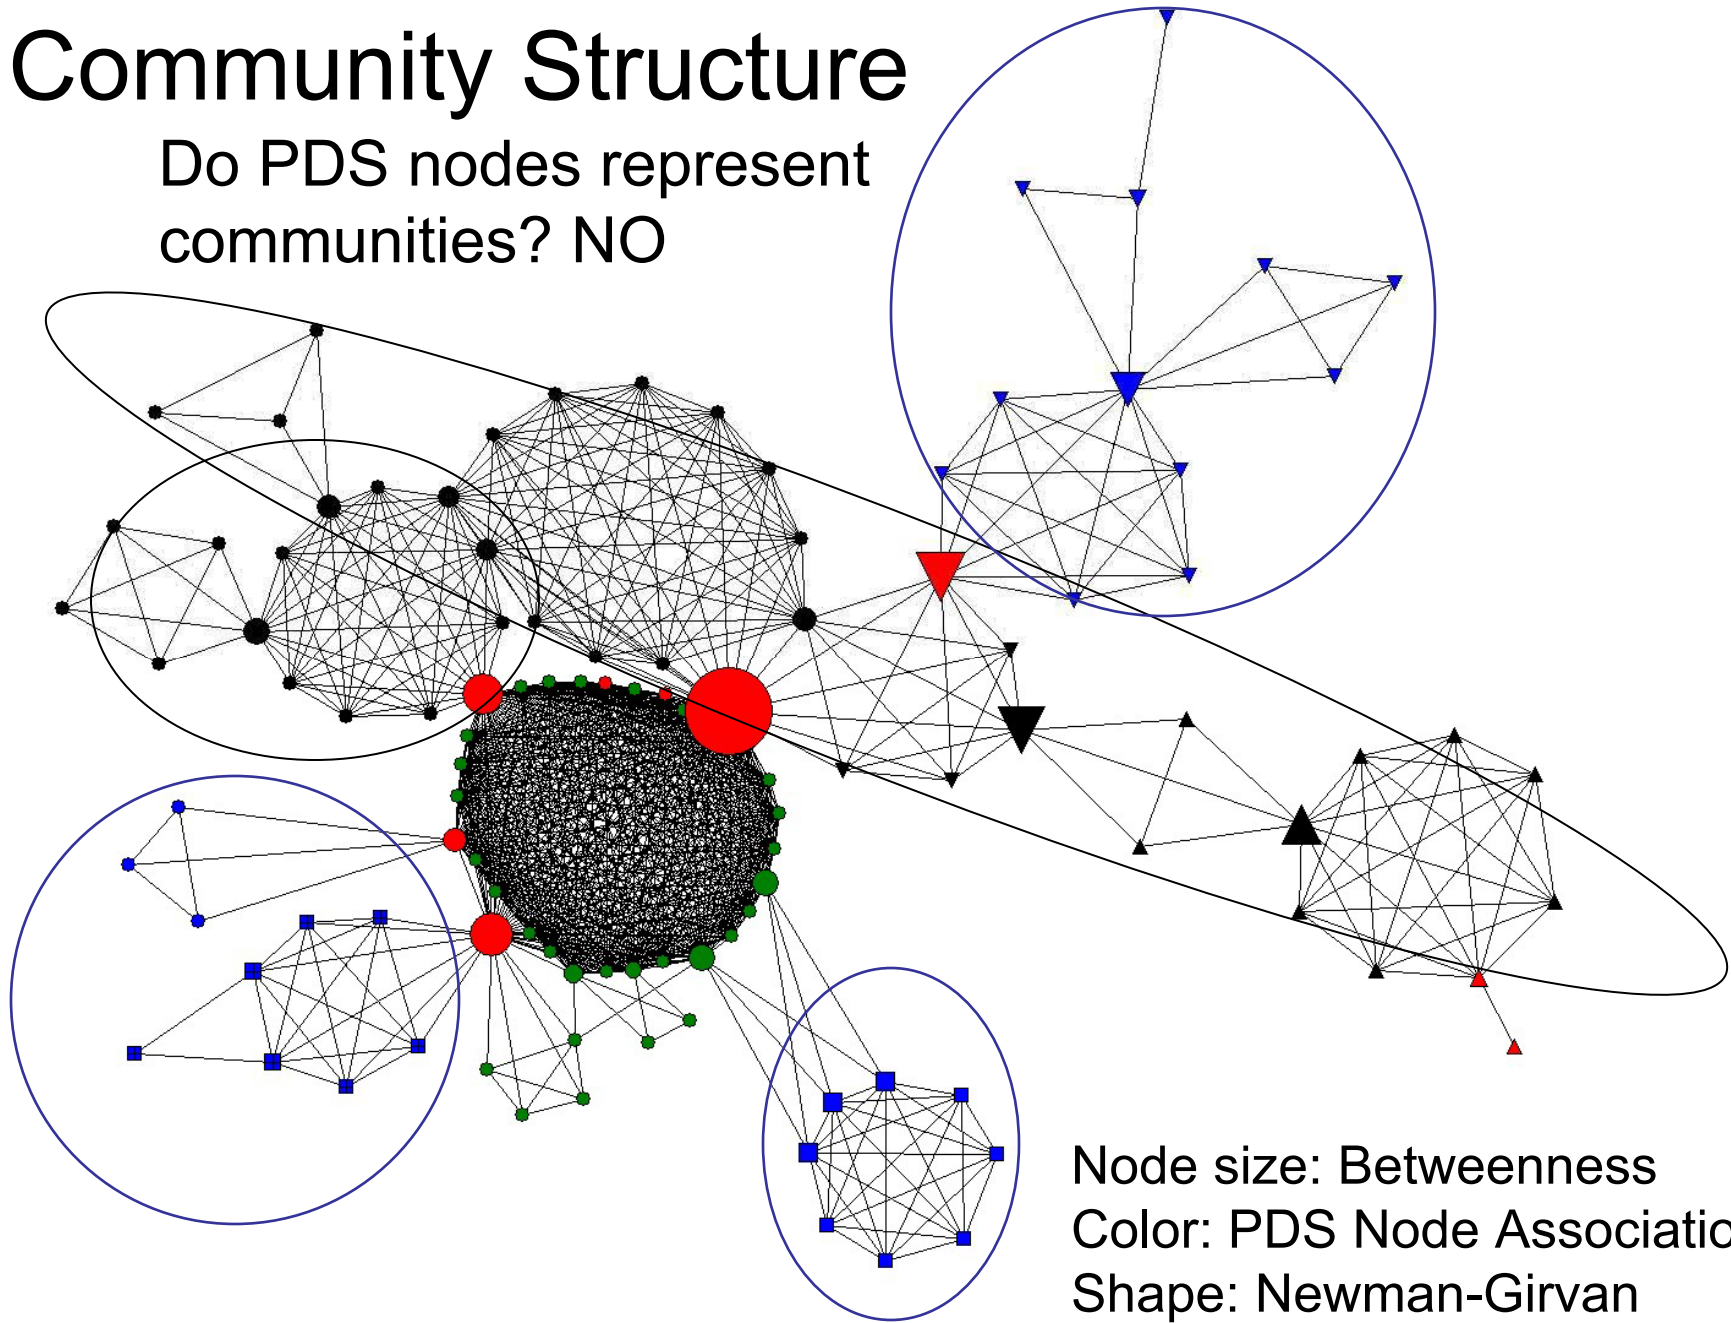 Community Structure
Do PDS nodes represent
communities? NO
Node size: Betweenness
Color: PDS Node Associatio
Shape: Newman-Girvan